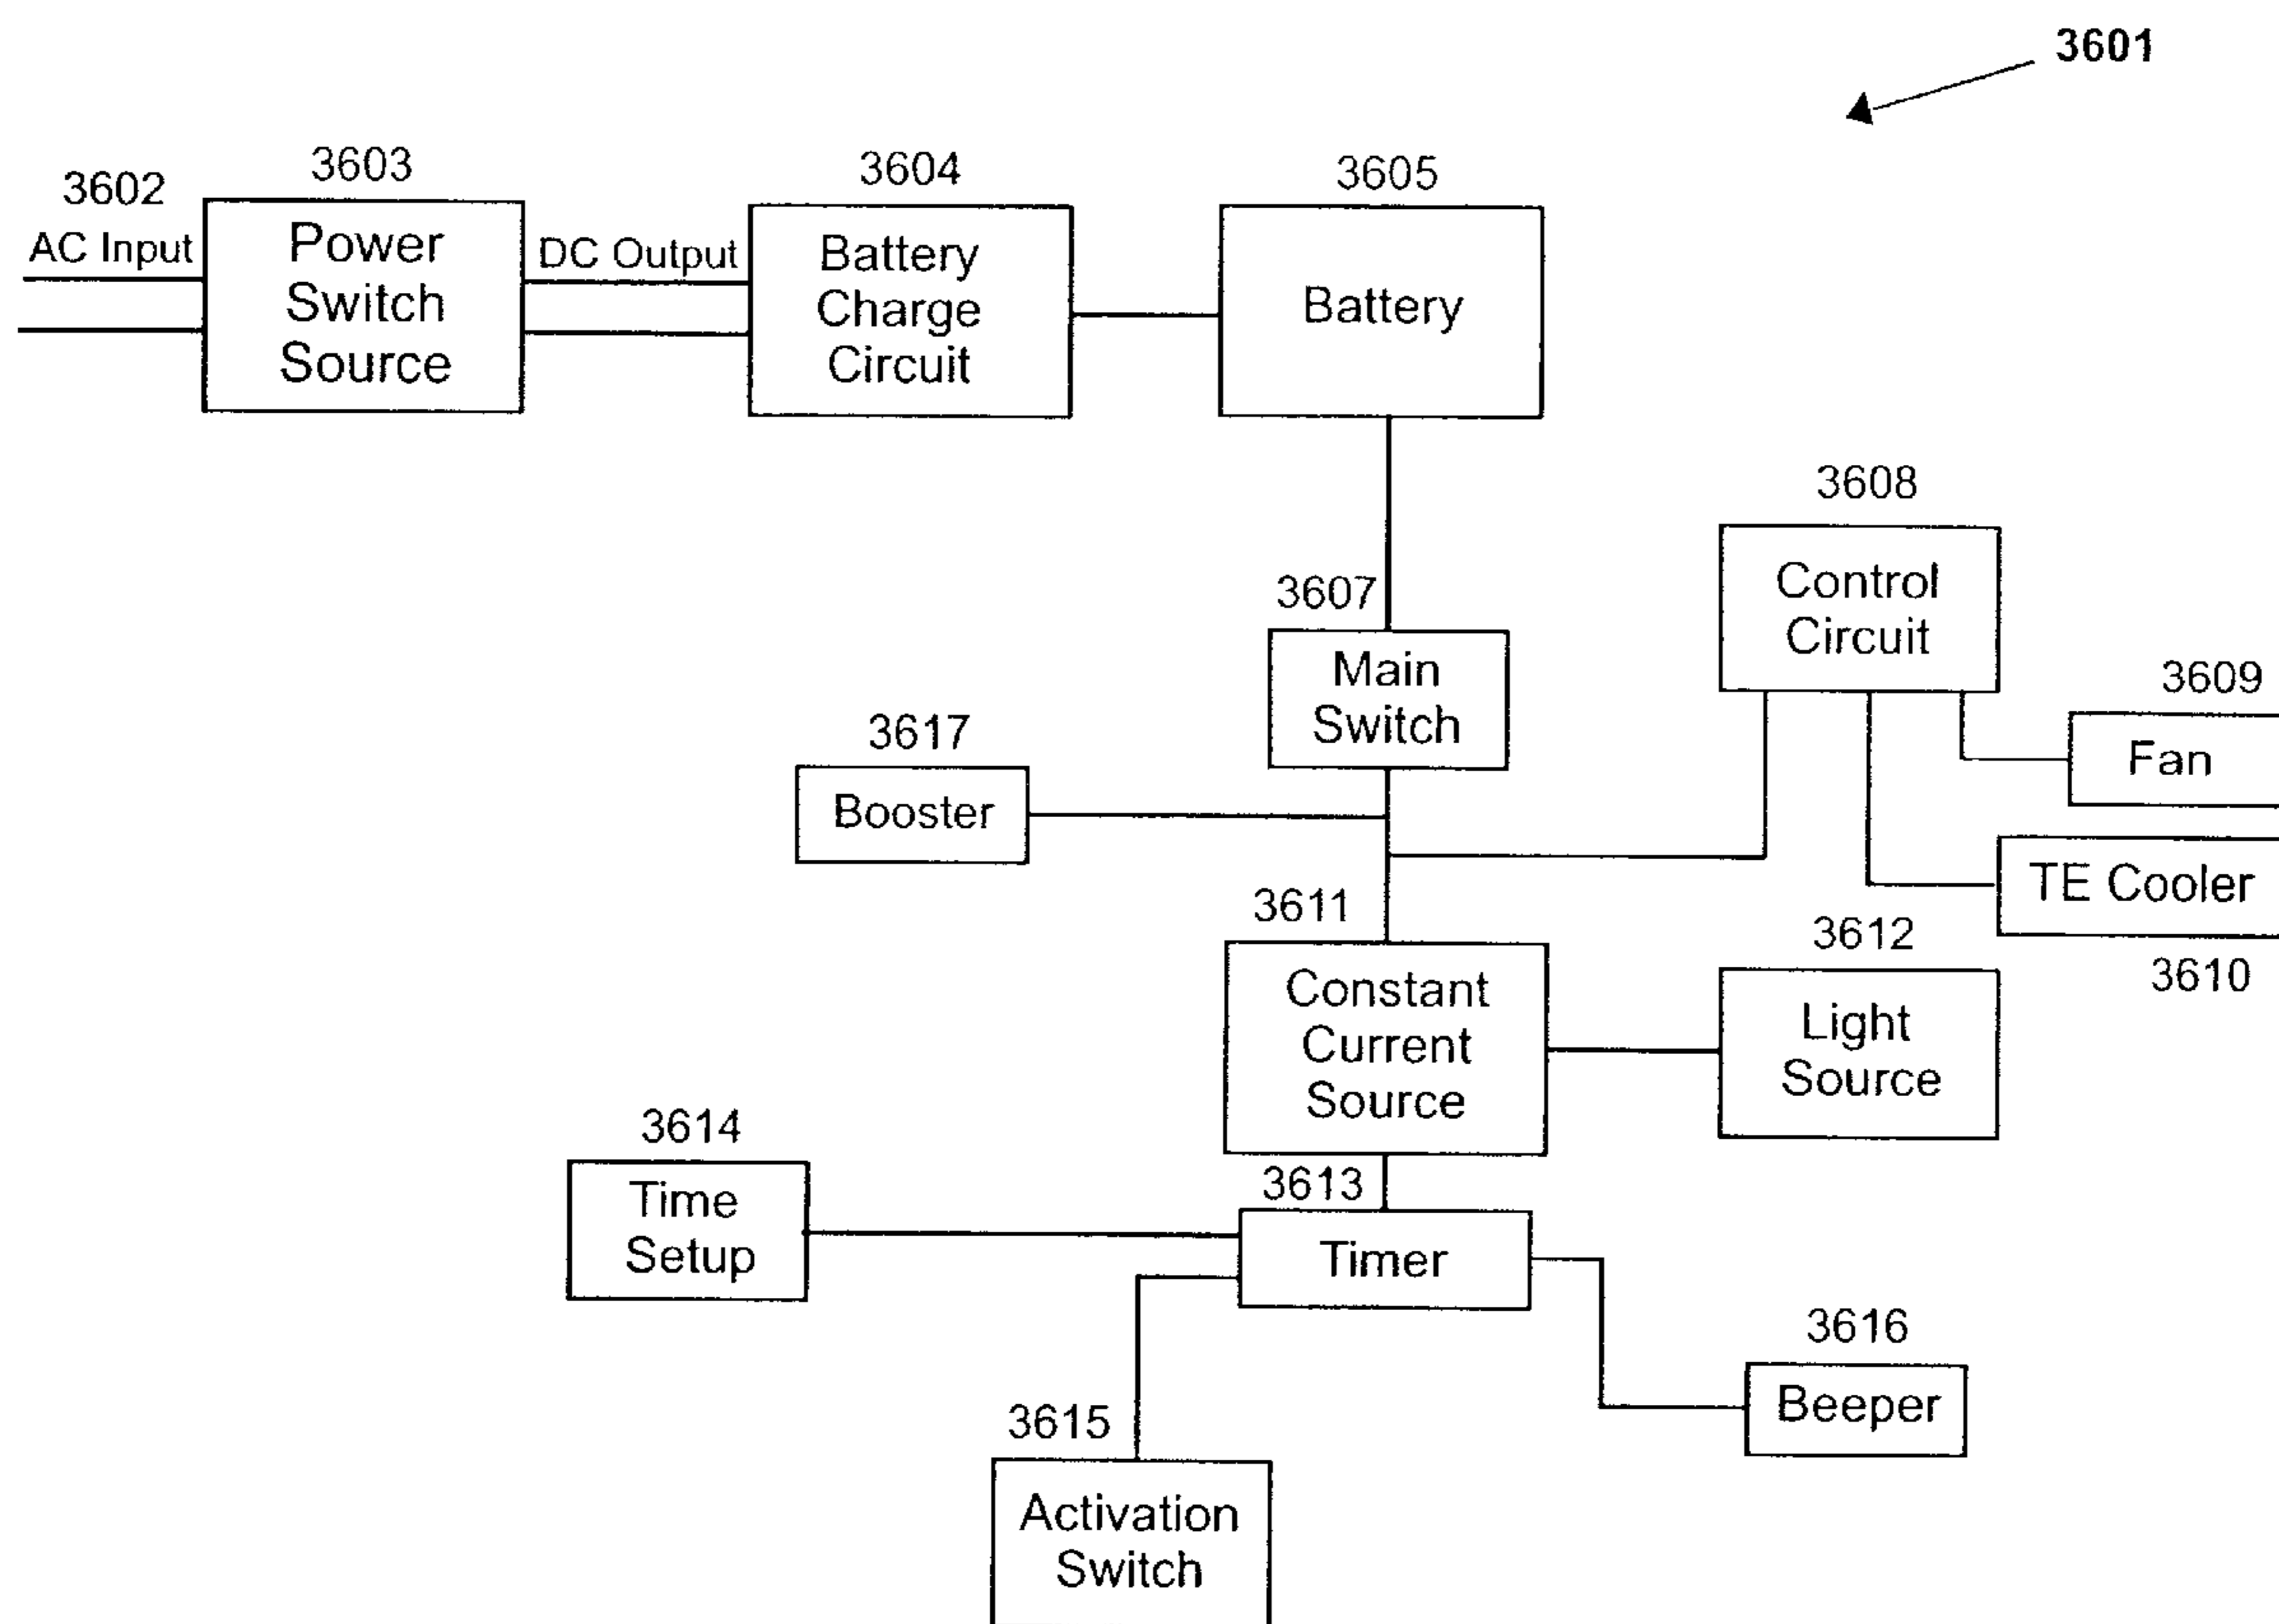 3601
3602
AC Input
3603
Power
Switch
Source
DC Output
3604
Battery
Charge
Circuit
3605
Battery
3607
Main
Switch
3608
Control
Circuit
3609
Fan
TE Cooler
3610
3617
Booster
3611
Constant
Current
Source
3612
Light
Source
3613
Timer
3614
Time
Setup
3615
Activation
Switch
3616
Beeper